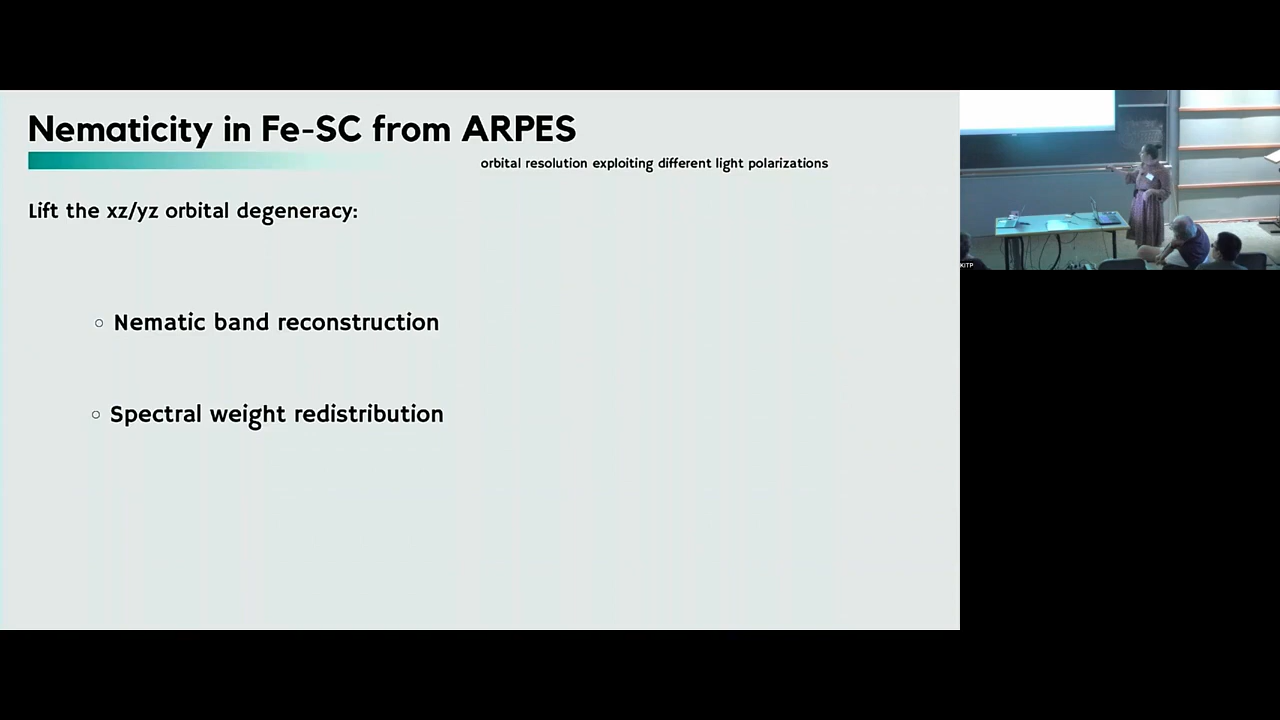 Nematicity in Fe-SC from ARPES
orbital resolution exploiting different light polarizations
Lift the xz/yz orbital degeneracy:
Nematic band reconstruction
Spectral weight redistribution
KITP